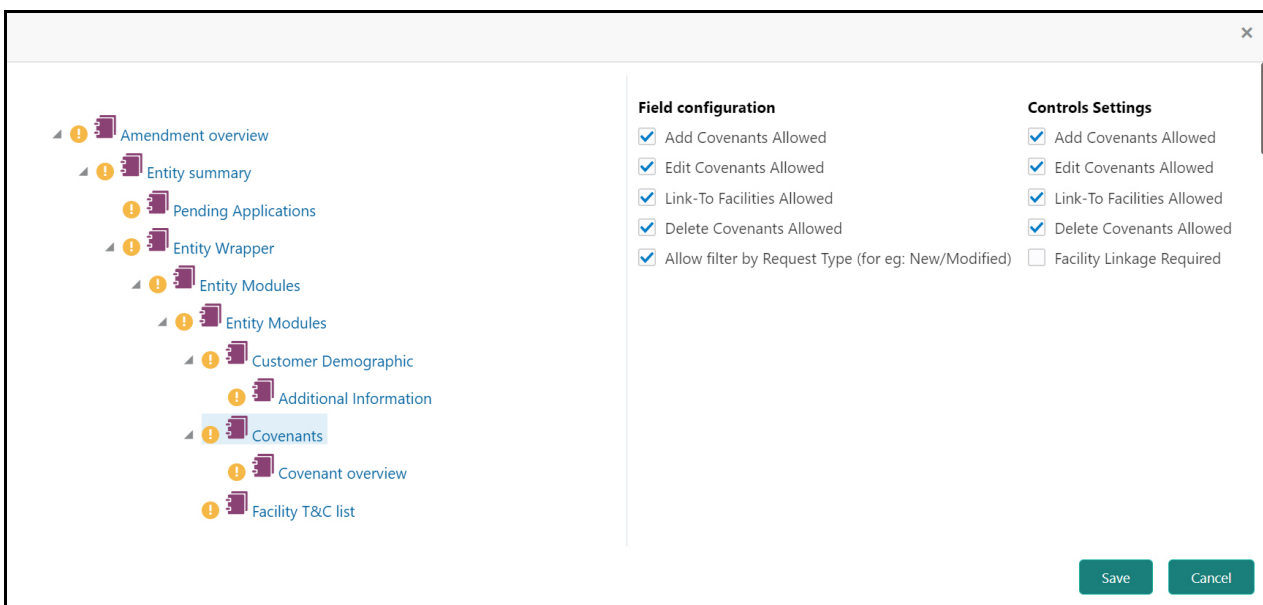 ×
Amendment overview
Entity summary
Pending Applications
Entity Wrapper
Entity Modules
Entity Modules
Customer Demographic
Additional Information
Covenants
Covenant overview
Facility T&C list
Field configuration
Add Covenants Allowed
Edit Covenants Allowed
Link-To Facilities Allowed
Delete Covenants Allowed
Allow filter by Request Type (for eg: New/Modified)
Controls Settings
Add Covenants Allowed
Edit Covenants Allowed
Link-To Facilities Allowed
Delete Covenants Allowed
Facility Linkage Required
Save
Cancel